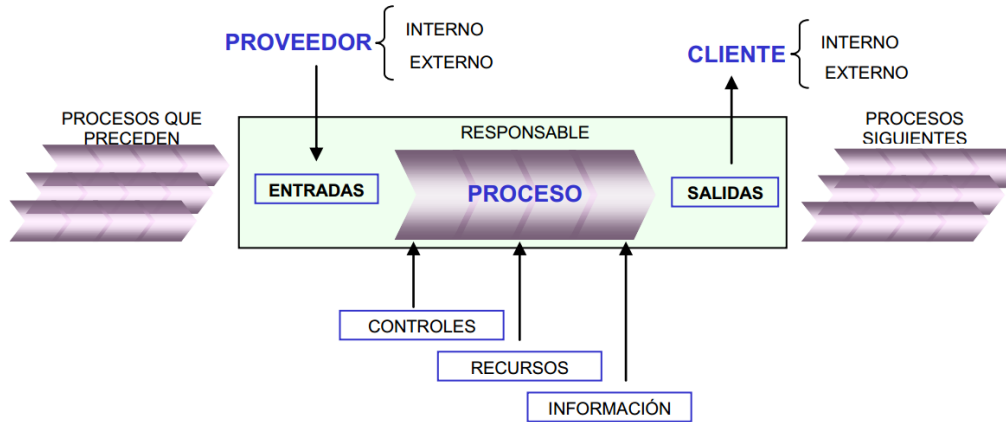 PROVEEDOR
INTERNO
EXTERNO
CLIENTE
INTERNO
EXTERNO
PROCESOS QUE
PRECEDEN
RESPONSABLE
PROCESOS
SIGUIENTES
ENTRADAS
PROCESO
SALIDAS
CONTROLES
RECURSOS
INFORMACIÓN